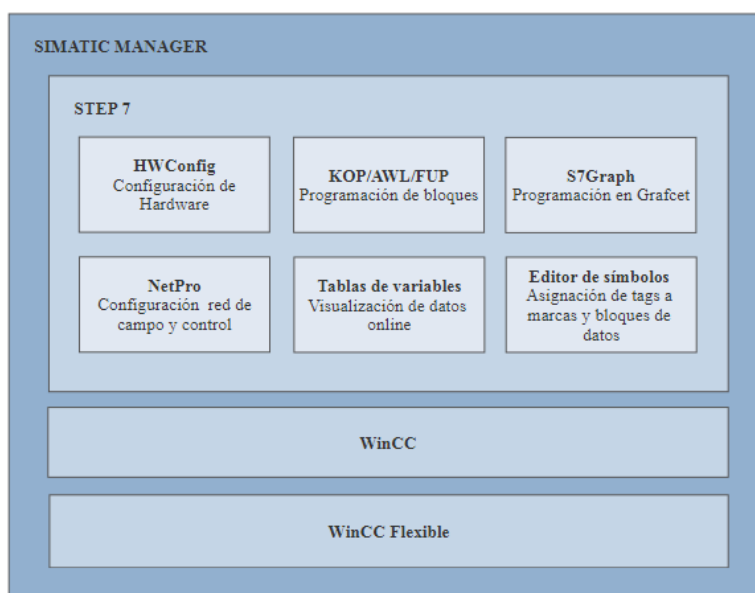 SIMATIC MANAGER
STEP 7
HWConfig
Configuración de
Hardware
KOP/AWL/FUP
Programación de bloques
S7Graph
Programación en Grafcet
NetPro
Configuración red de
campo y control
Tablas de variables
Visualización de datos
online
Editor de símbolos
Asignación de tags a
marcas y bloques de
datos
WinCC
WinCC Flexible